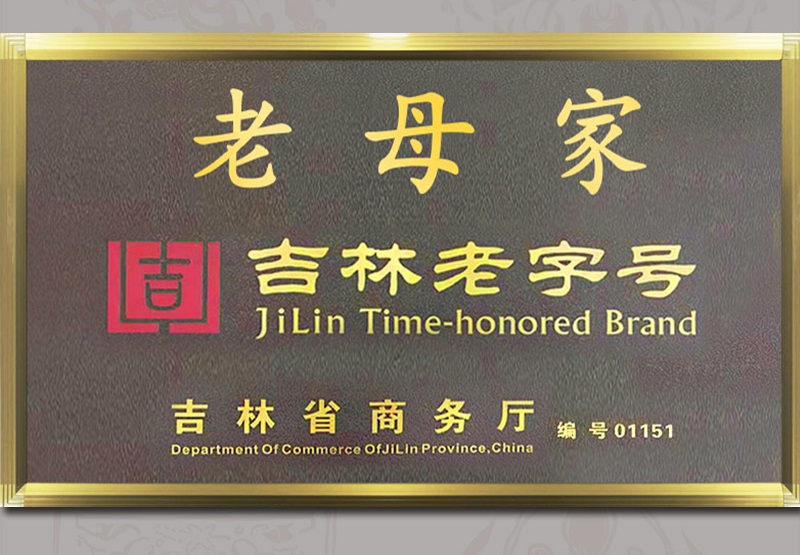 老母家
吉林老字号
JiLin Time-honored Brand
吉林省商务厅 编号01151
Department Of Commerce OfJiLin Province,China